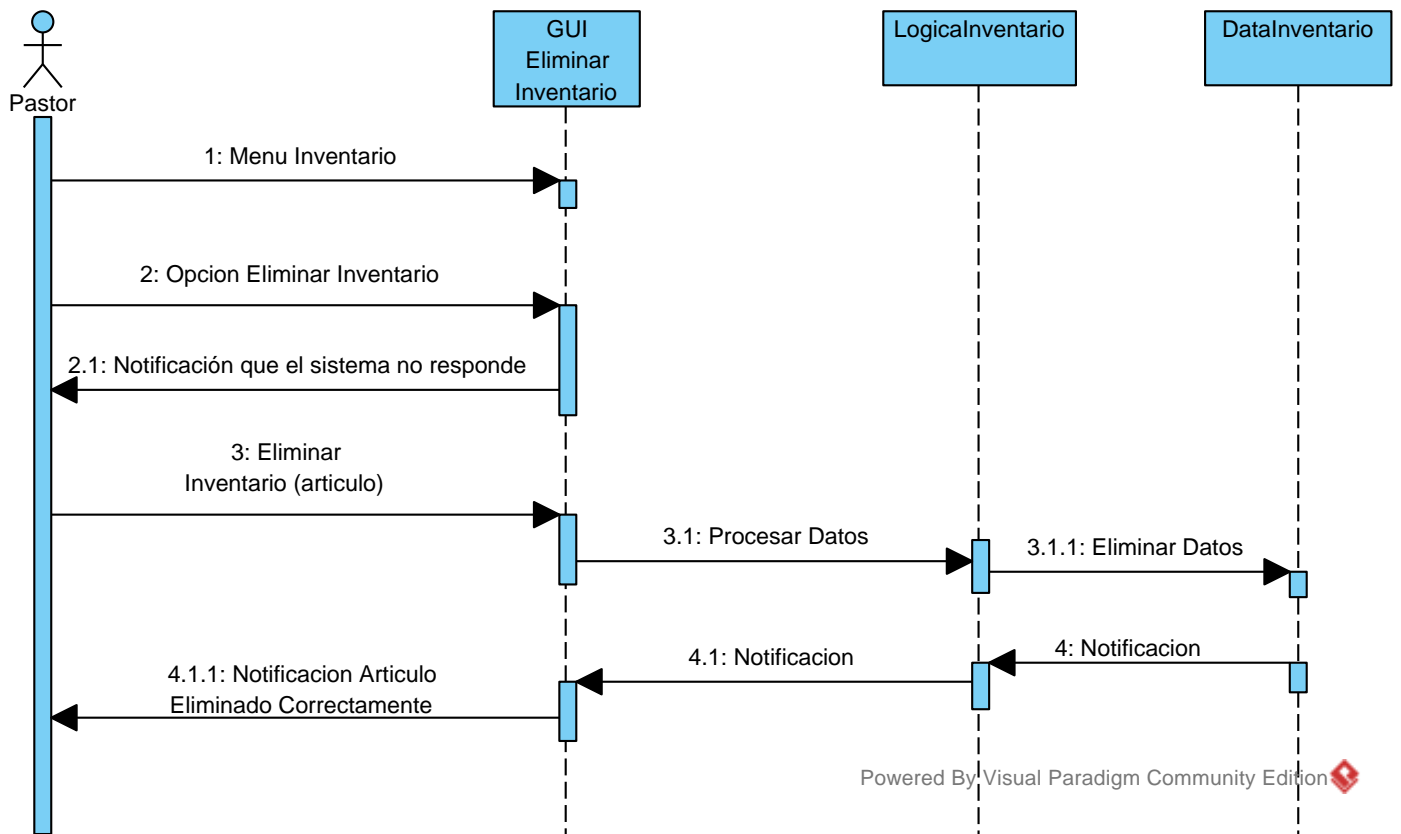 GUI
Eliminar
Inventario
LogicaInventario
DataInventario
Pastor
1: Menu Inventario
2: Opcion Eliminar Inventario
2.1: Notificación que el sistema no responde
3: Eliminar
Inventario (articulo)
3.1: Procesar Datos
3.1.1: Eliminar Datos
4: Notificacion
4.1: Notificacion
4.1.1: Notificacion Articulo
Eliminado Correctamente
Powered By Visual Paradigm Community Edition